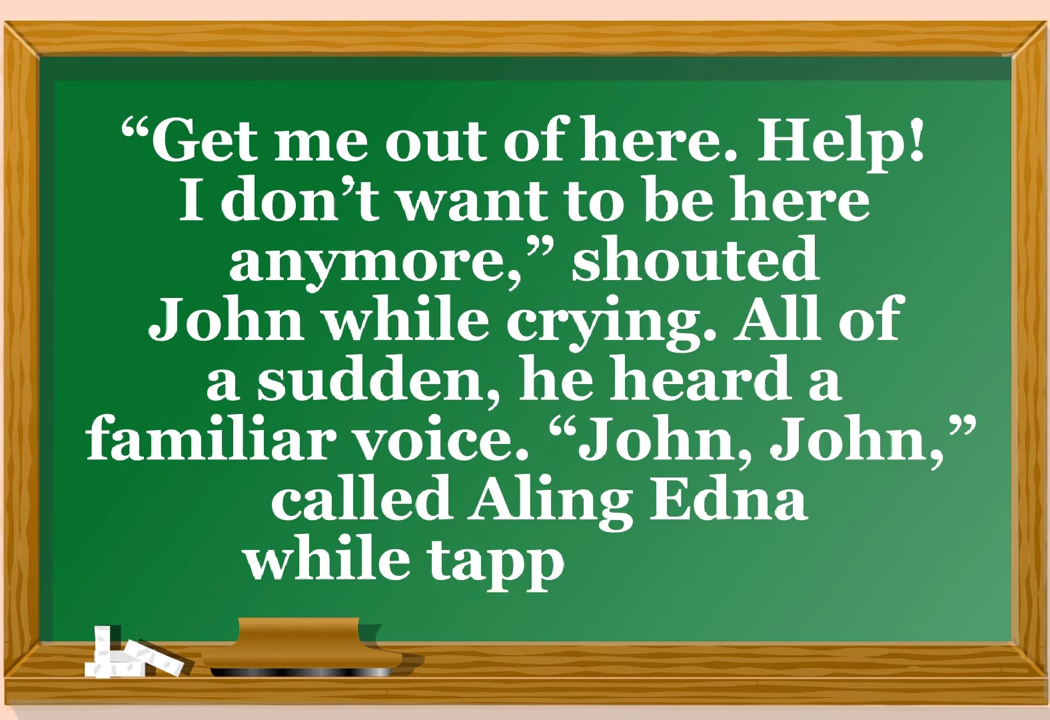 “Get me out of here. Help!
I don’t want to be here
anymore,” shouted
John while crying. All of
a sudden, he heard a
familiar voice. “John, John,”
called Aling Edna
while tapp